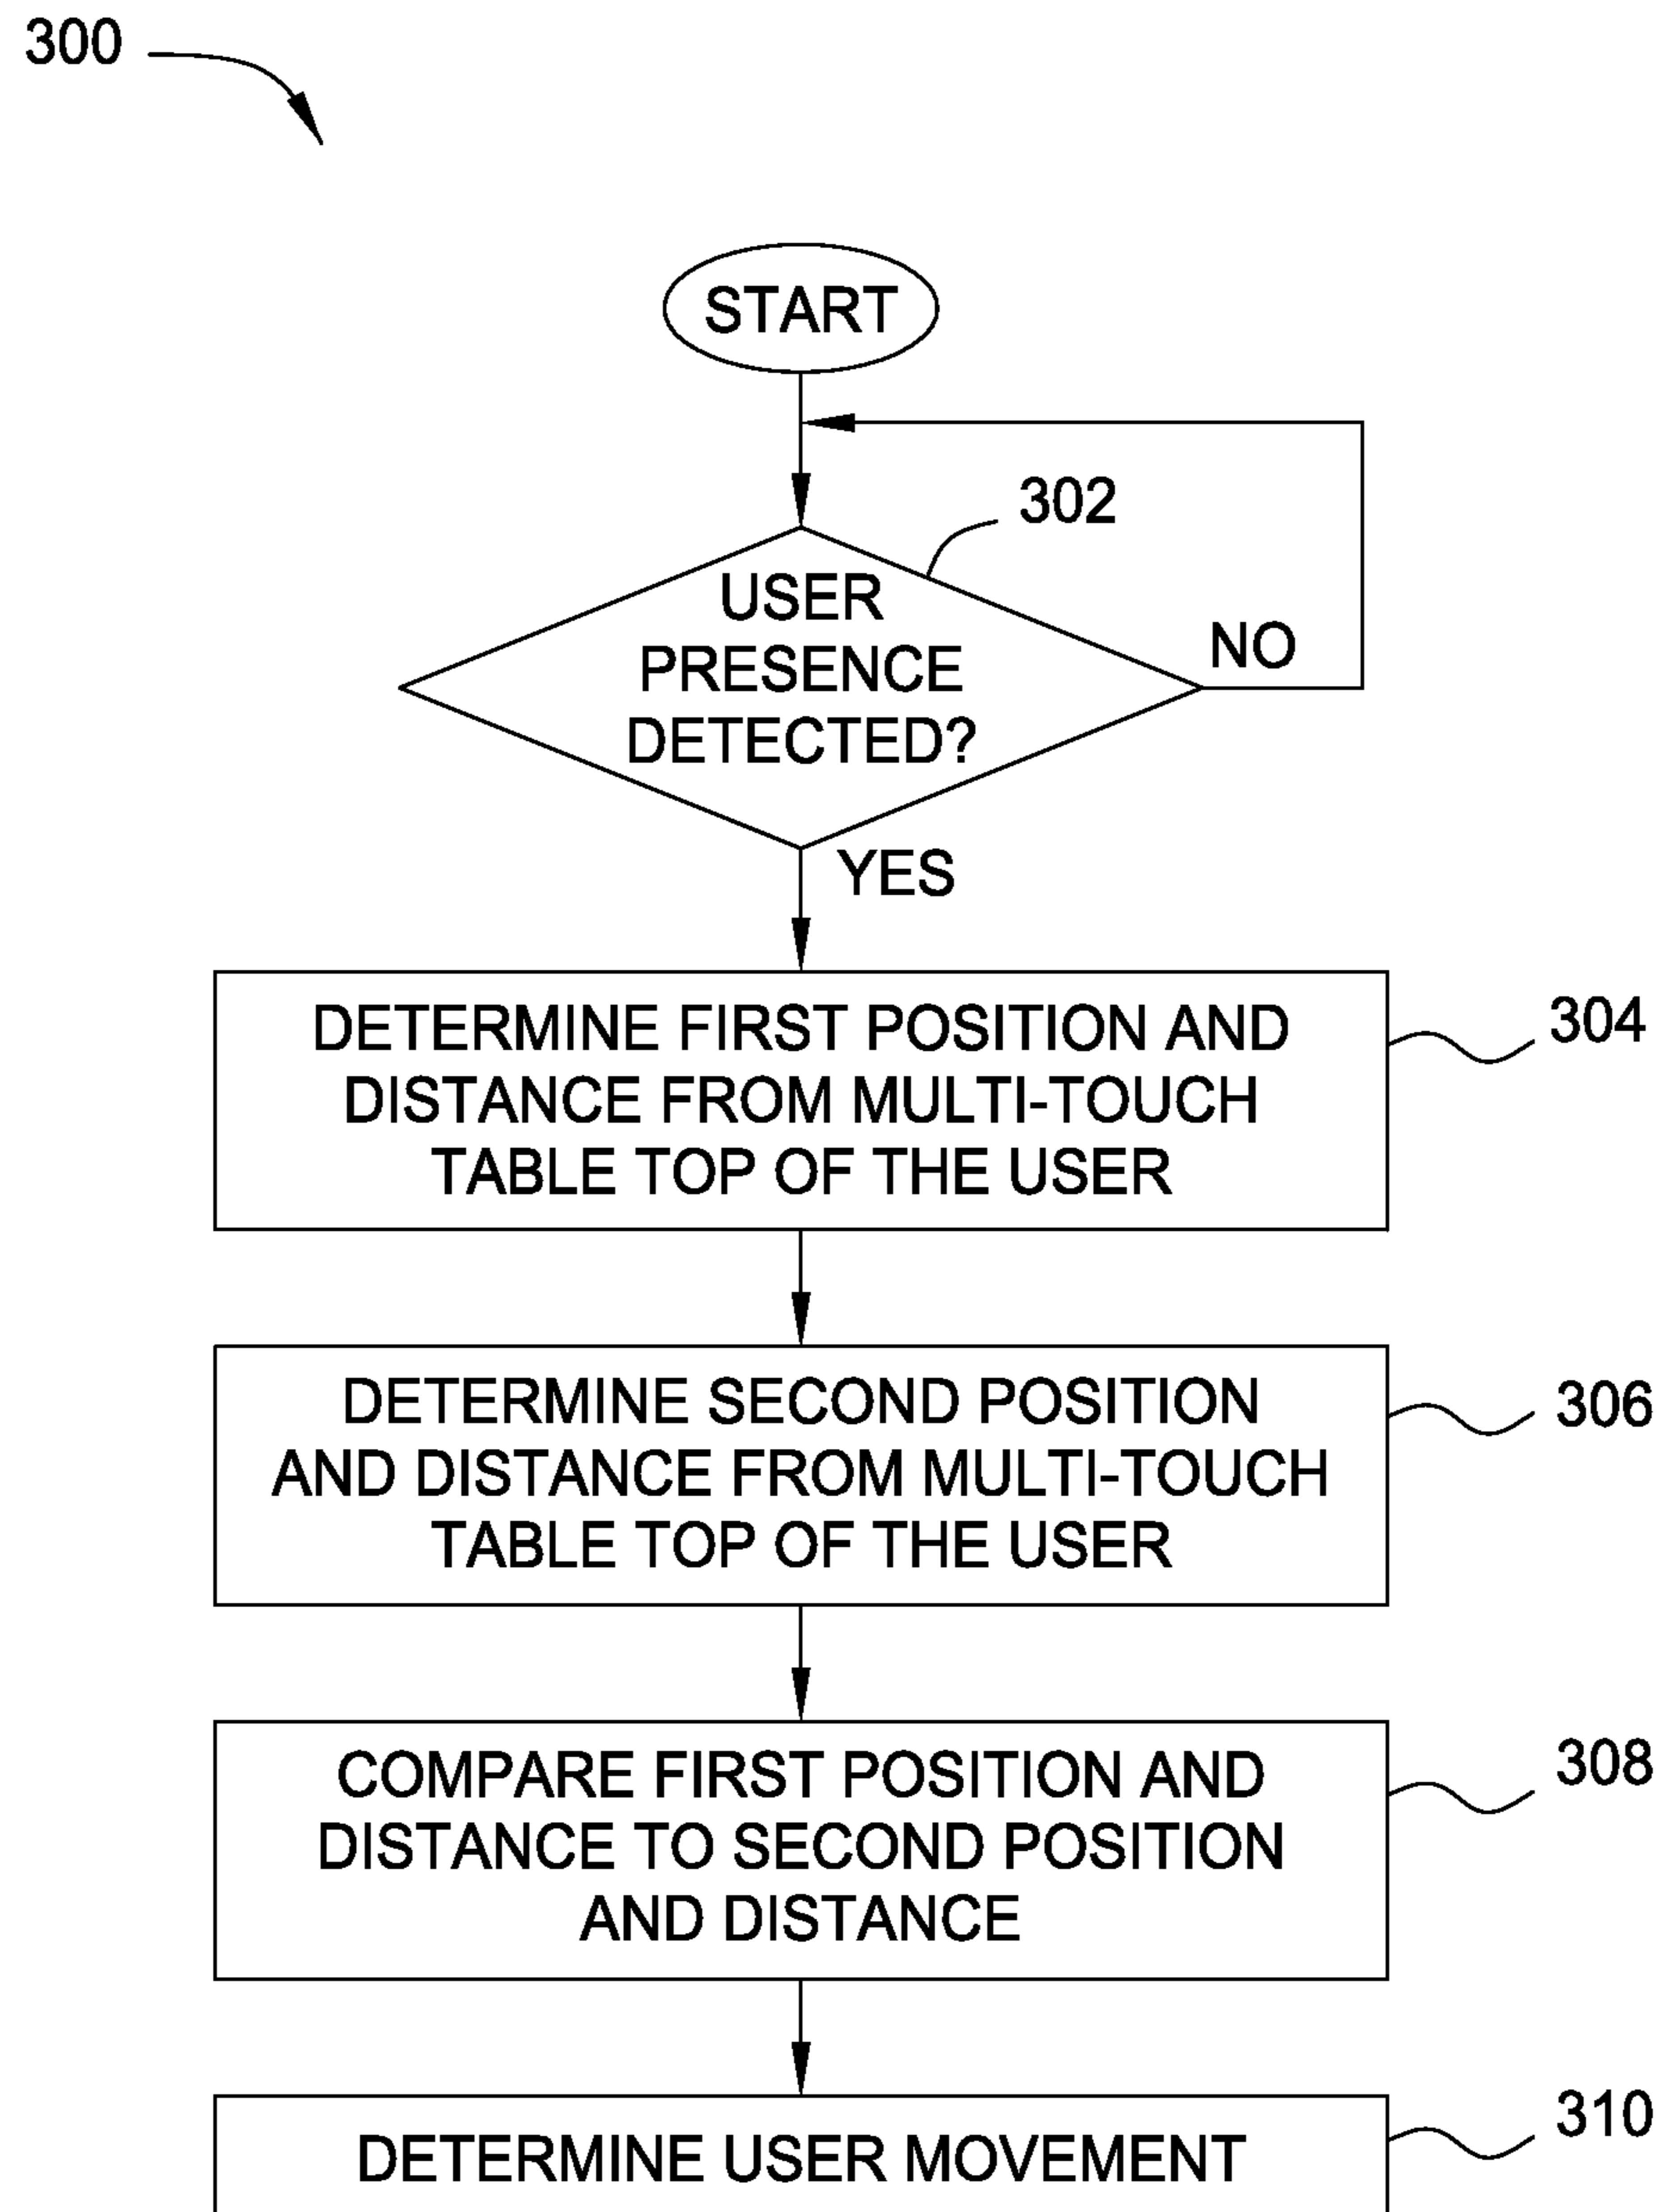 300
START
302
USER
PRESENCE
DETECTED?
NO
YES
DETERMINE FIRST POSITION AND
DISTANCE FROM MULTI-TOUCH
TABLE TOP OF THE USER
304
DETERMINE SECOND POSITION
AND DISTANCE FROM MULTI-TOUCH
TABLE TOP OF THE USER
306
COMPARE FIRST POSITION AND
DISTANCE TO SECOND POSITION
AND DISTANCE
308
DETERMINE USER MOVEMENT
310